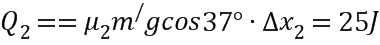 Q₂ == μ₂m′gcos37° · Δx₂ = 25J